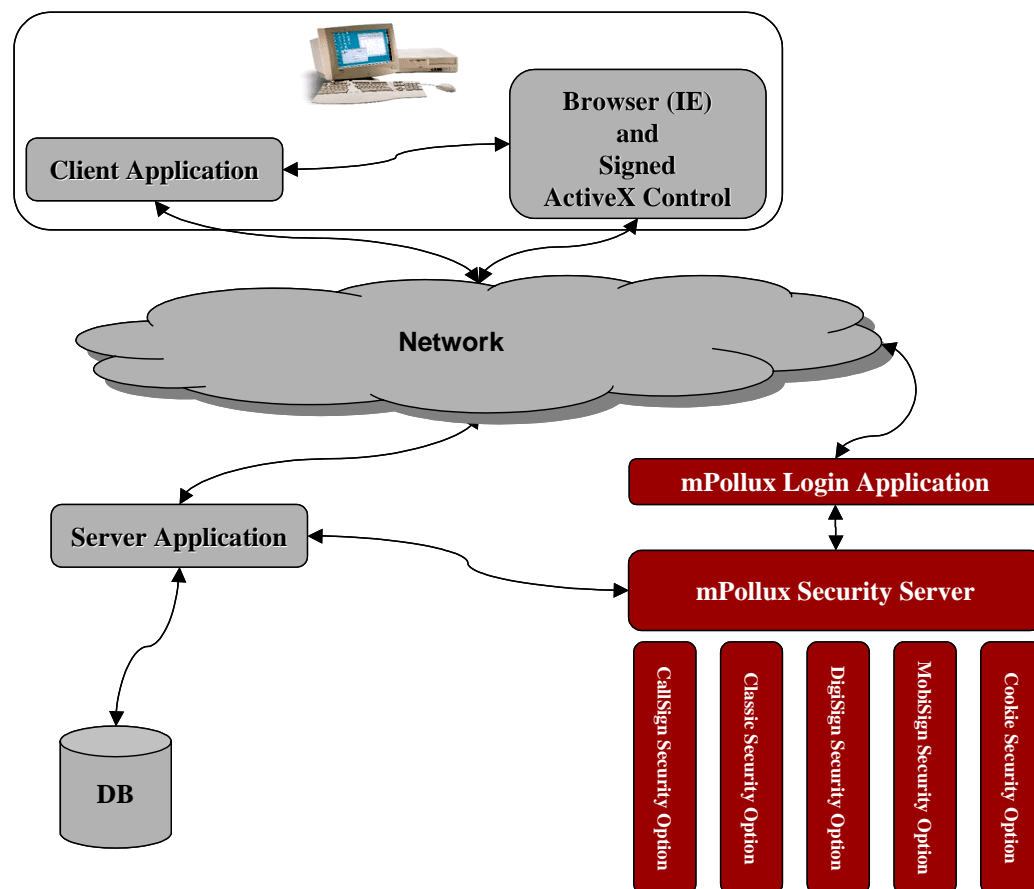 Browser (IE)
and
Signed
ActiveX Control
Client Application
Network
mPollux Login Application
Server Application
mPollux Security Server
CallSign Security Option
Classic Security Option
DigiSign Security Option
MobiSign Security Option
Cookie Security Option
DB